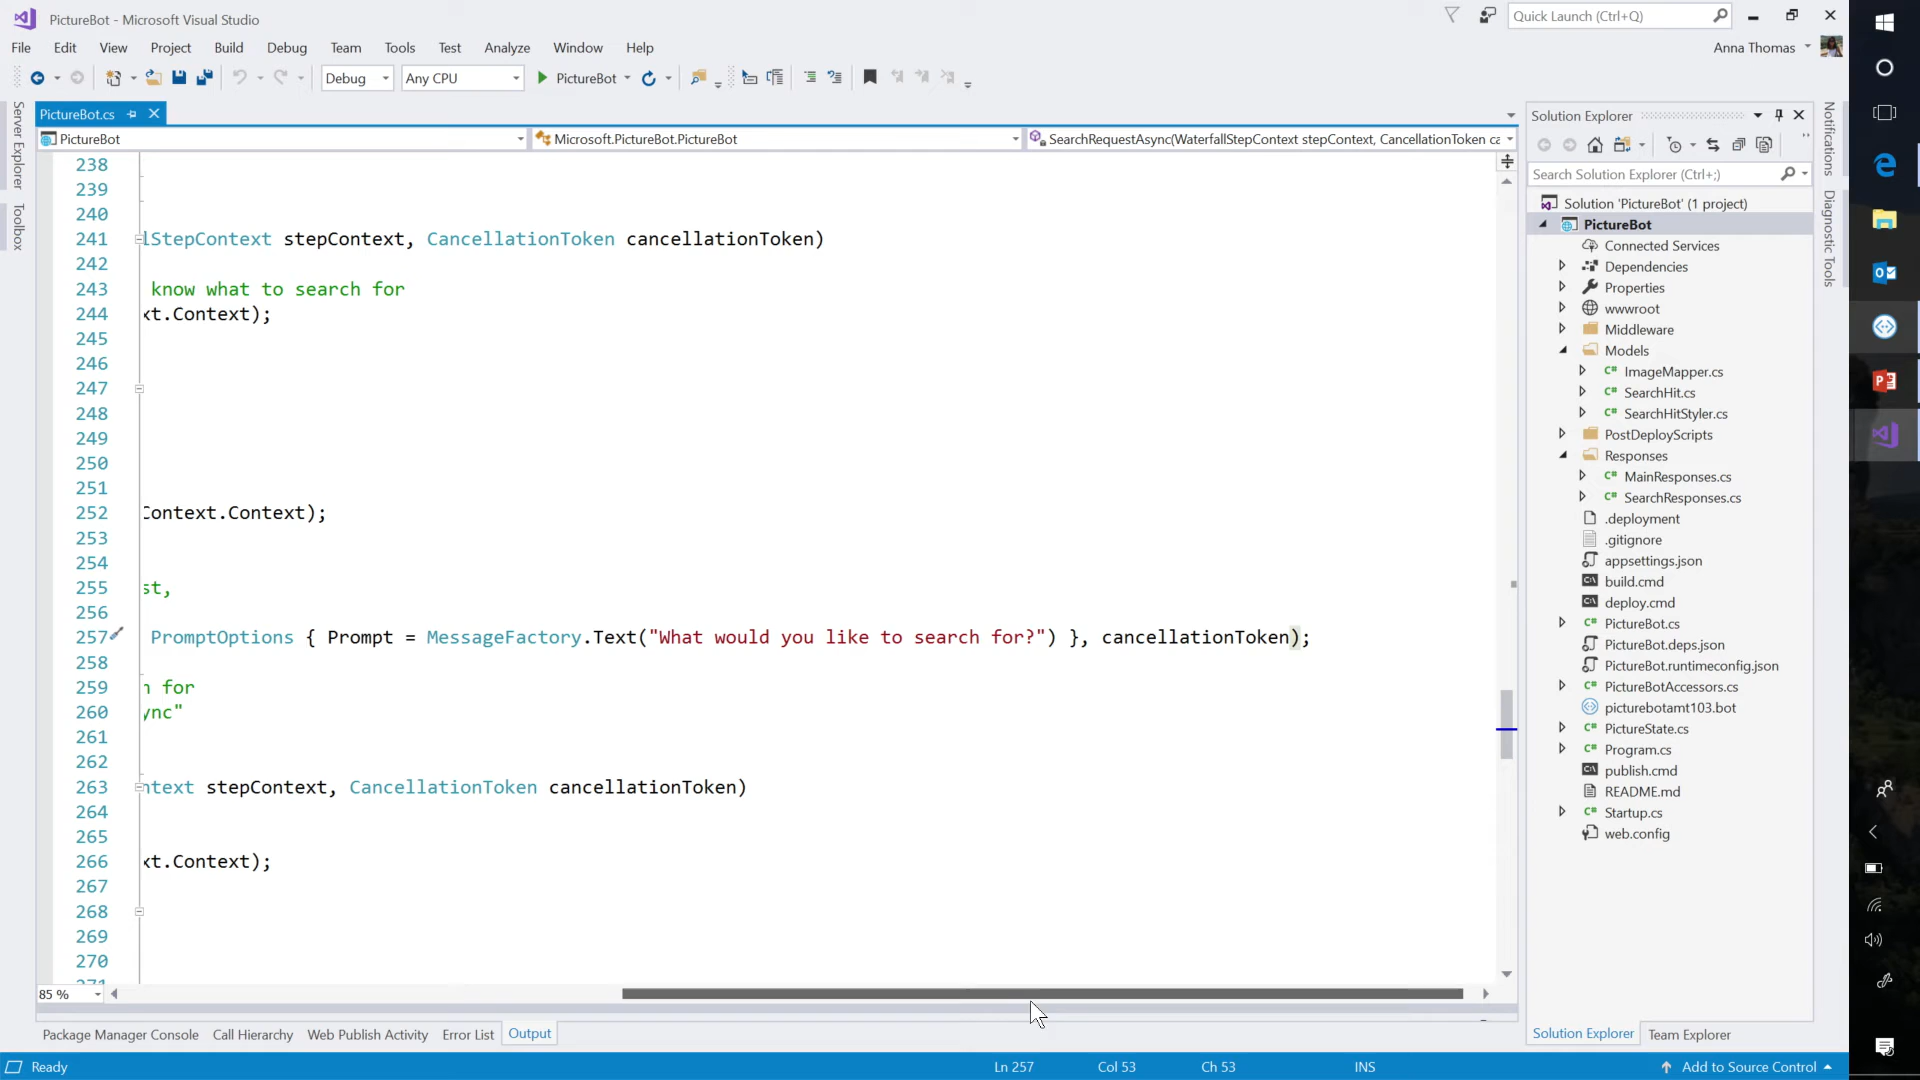 PictureBot - Microsoft Visual Studio
Quick Launch (Ctrl+Q)
File Edit View Project Build Debug Team Tools Test Analyze Window Help
Anna Thomas
Debug Any CPU PictureBot
PictureBot.cs
PictureBot Microsoft.PictureBot.PictureBot SearchRequestAsync(WaterfallStepContext stepContext, CancellationToken ca
Server Explorer
Toolbox
238
239
240
241 lStepContext stepContext, CancellationToken cancellationToken)
242
243 know what to search for
244 xt.Context);
245
246
247
248
249
250
251
252 Context.Context);
253
254
255 st,
256
257 PromptOptions { Prompt = MessageFactory.Text("What would you like to search for?") }, cancellationToken);
258
259 n for
260 ync"
261
262
263 ntext stepContext, CancellationToken cancellationToken)
264
265
266 xt.Context);
267
268
269
270
271
85 %
Package Manager Console Call Hierarchy Web Publish Activity Error List Output
Solution Explorer
Search Solution Explorer (Ctrl+;)
Solution 'PictureBot' (1 project)
PictureBot
Connected Services
Dependencies
Properties
wwwroot
Middleware
Models
C# ImageMapper.cs
C# SearchHit.cs
C# SearchHitStyler.cs
PostDeployScripts
Responses
C# MainResponses.cs
C# SearchResponses.cs
.deployment
.gitignore
appsettings.json
build.cmd
deploy.cmd
C# PictureBot.cs
PictureBot.deps.json
PictureBot.runtimeconfig.json
C# PictureBotAccessors.cs
picturebotamt103.bot
C# PictureState.cs
C# Program.cs
publish.cmd
README.md
C# Startup.cs
web.config
Solution Explorer Team Explorer
Notifications
Diagnostic Tools
Ready Ln 257 Col 53 Ch 53 INS Add to Source Control